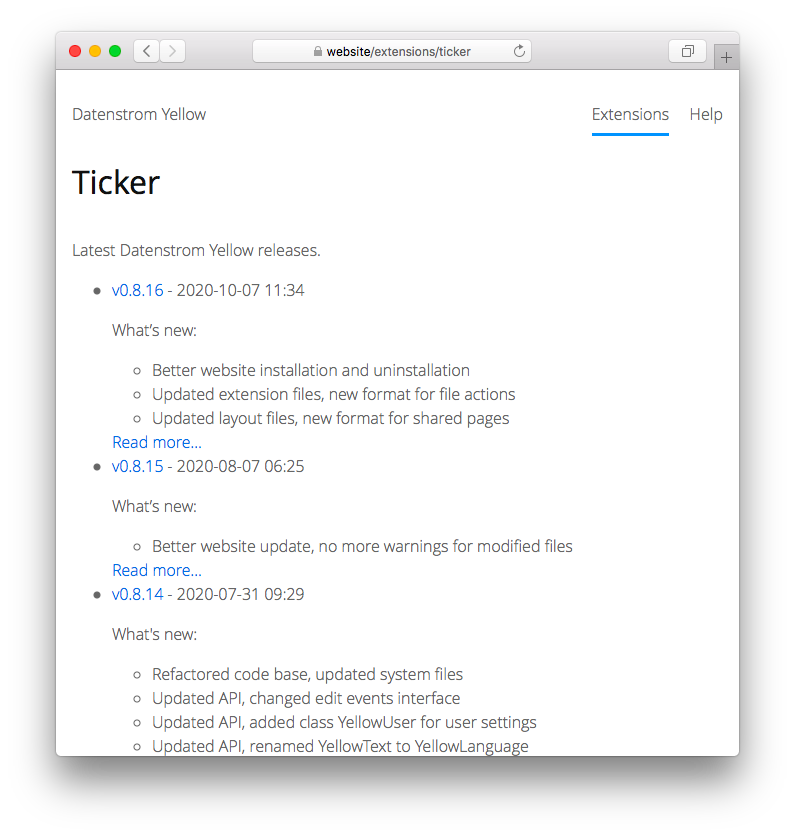 website/extensions/ticker
Datenstrom Yellow
Extensions
Help
Ticker
Latest Datenstrom Yellow releases.
v0.8.16 - 2020-10-07 11:34
What’s new:
Better website installation and uninstallation
Updated extension files, new format for file actions
Updated layout files, new format for shared pages
Read more…
v0.8.15 - 2020-08-07 06:25
What’s new:
Better website update, no more warnings for modified files
Read more…
v0.8.14 - 2020-07-31 09:29
What's new:
Refactored code base, updated system files
Updated API, changed edit events interface
Updated API, added class YellowUser for user settings
Updated API, renamed YellowText to YellowLanguage